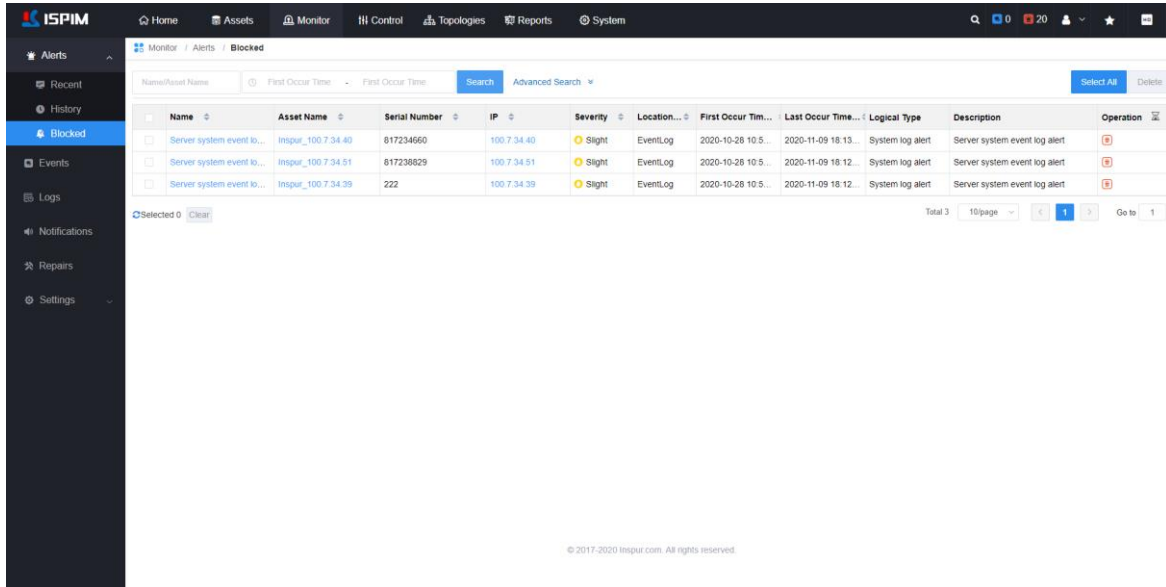 ISPIM Home Assets Monitor Control Topologies Reports System 0 20
Alerts
Recent
History
Blocked
Events
Logs
Notifications
Repairs
Settings
Monitor / Alerts / Blocked
Name/Asset Name First Occur Time - First Occur Time Search Advanced Search Select All Delete
Name Asset Name Serial Number IP Severity Location... First Occur Tim... Last Occur Time... Logical Type Description Operation
Server system event lo... Inspur_100.7.34.40 817234660 100.7.34.40 Slight EventLog 2020-10-28 10:5... 2020-11-09 18:13... System log alert Server system event log alert
Server system event lo... Inspur_100.7.34.51 817238829 100.7.34.51 Slight EventLog 2020-10-28 10:5... 2020-11-09 18:12... System log alert Server system event log alert
Server system event lo... Inspur_100.7.34.39 222 100.7.34.39 Slight EventLog 2020-10-28 10:5... 2020-11-09 18:12... System log alert Server system event log alert
Selected 0 Clear Total 3 10/page < 1 > Go to 1
© 2017-2020 Inspur.com. All rights reserved.